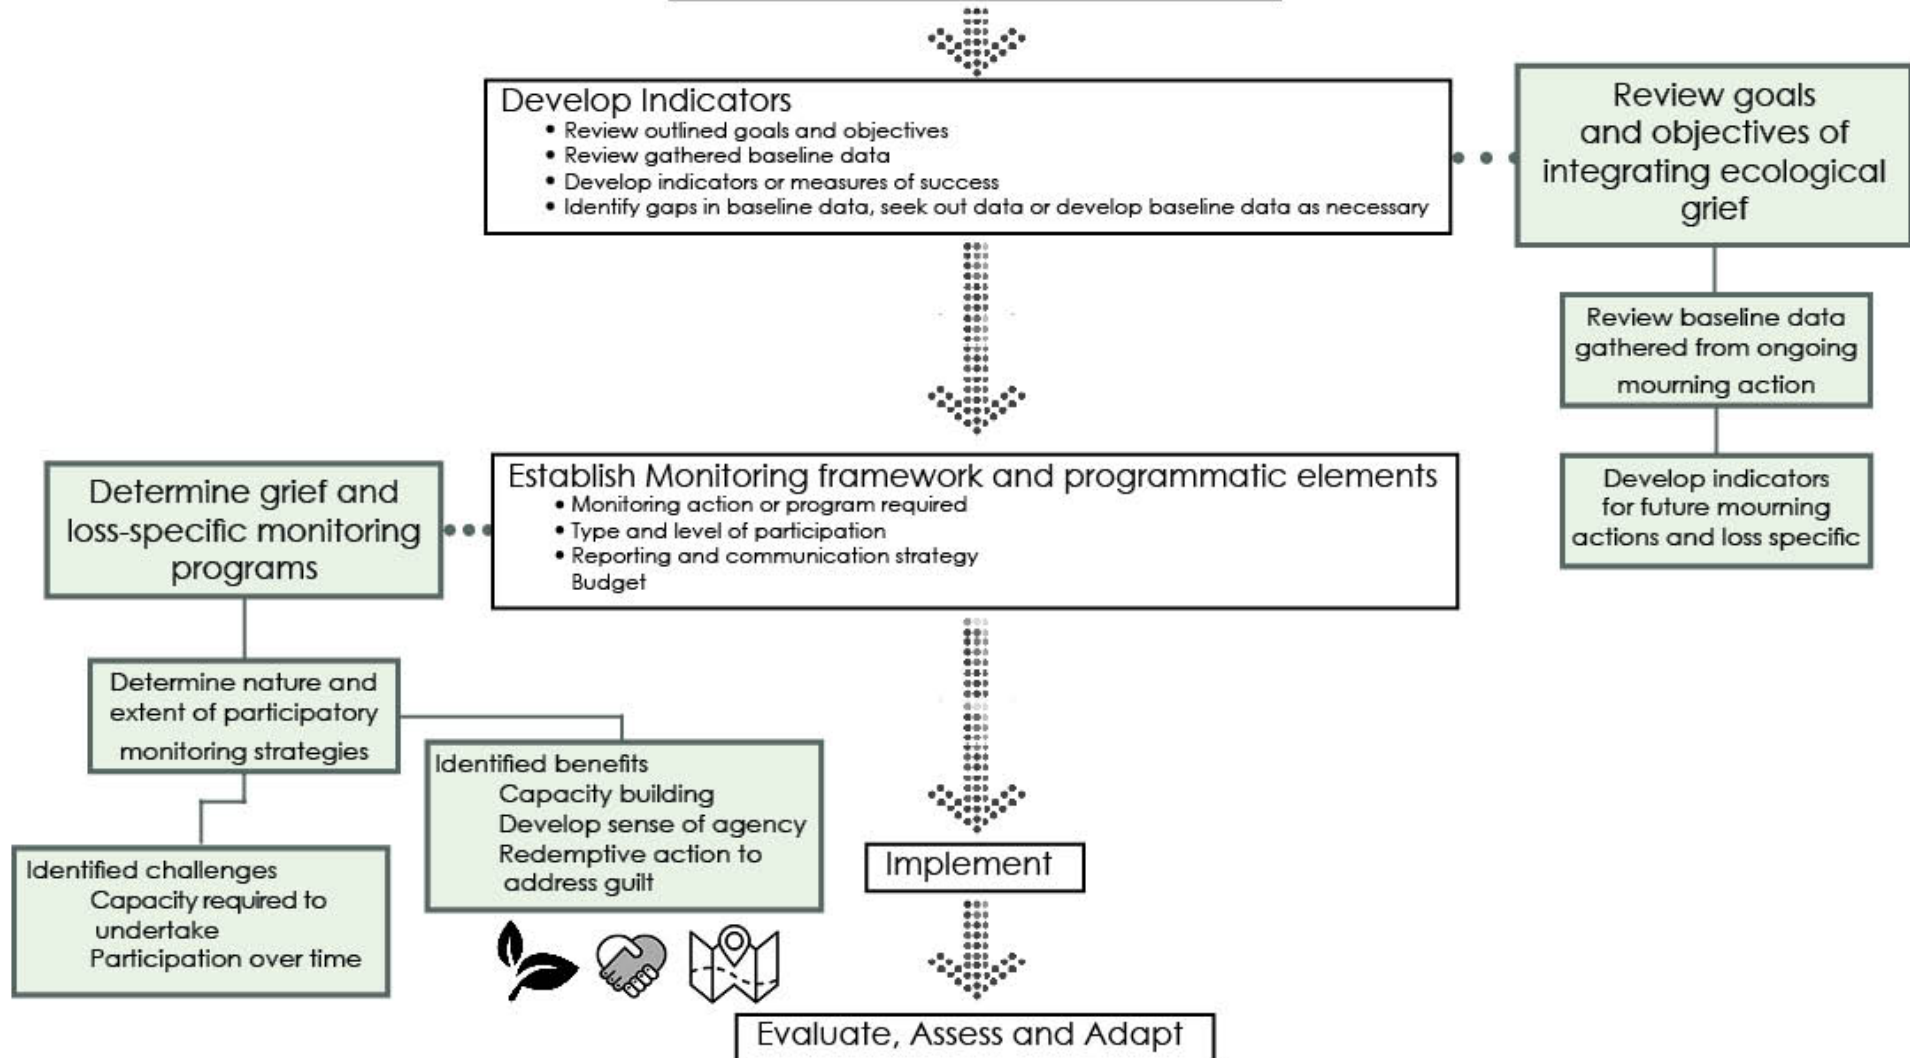 Develop Indicators
• Review outlined goals and objectives
• Review gathered baseline data
• Develop indicators or measures of success
• Identify gaps in baseline data, seek out data or develop baseline data as necessary
Review goals
and objectives of
integrating ecological
grief
Review baseline data
gathered from ongoing
mourning action
Develop indicators
for future mourning
actions and loss specific
Establish Monitoring framework and programmatic elements
• Monitoring action or program required
• Type and level of participation
• Reporting and communication strategy
Budget
Determine grief and
loss-specific monitoring
programs
Determine nature and
extent of participatory
monitoring strategies
Identified benefits
Capacity building
Develop sense of agency
Redemptive action to
address guilt
Identified challenges
Capacity required to
undertake
Participation over time
Implement
Evaluate, Assess and Adapt